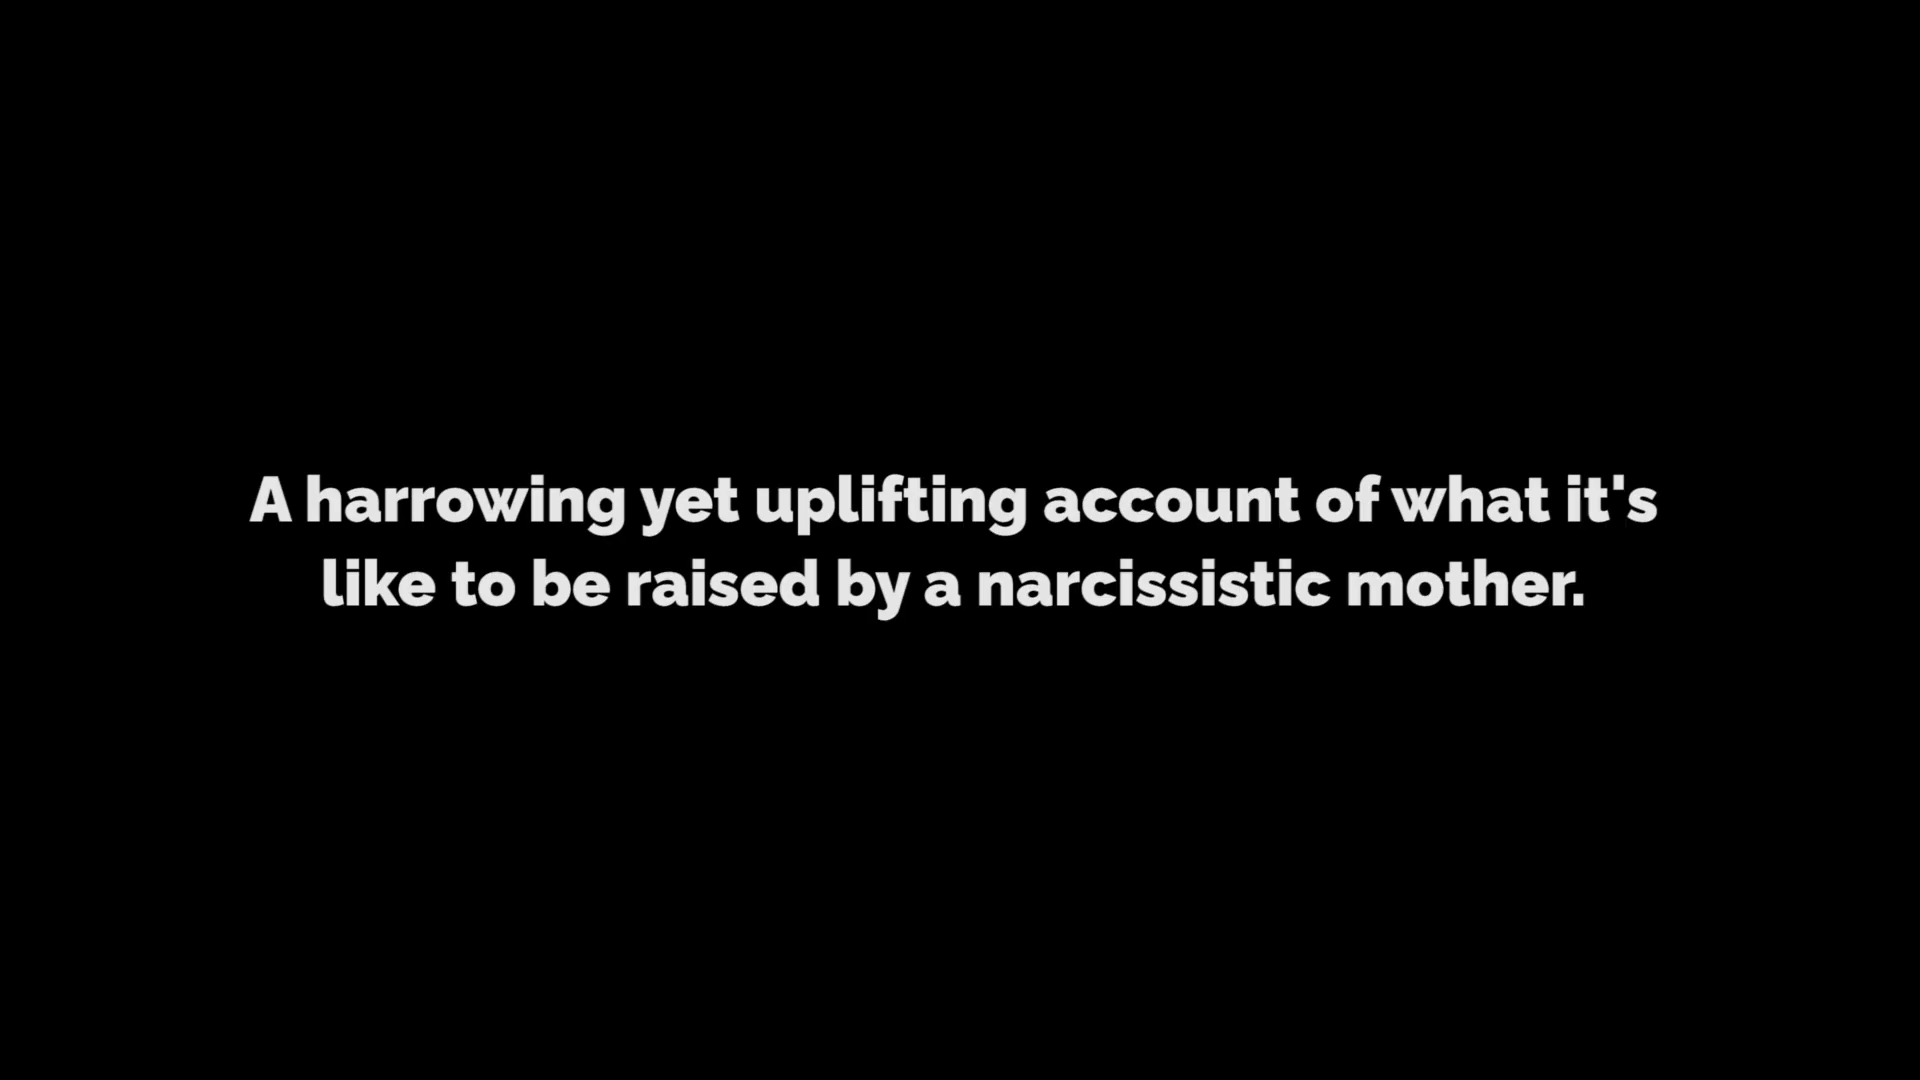 A harrowing yet uplifting account of what it's
like to be raised by a narcissistic mother.